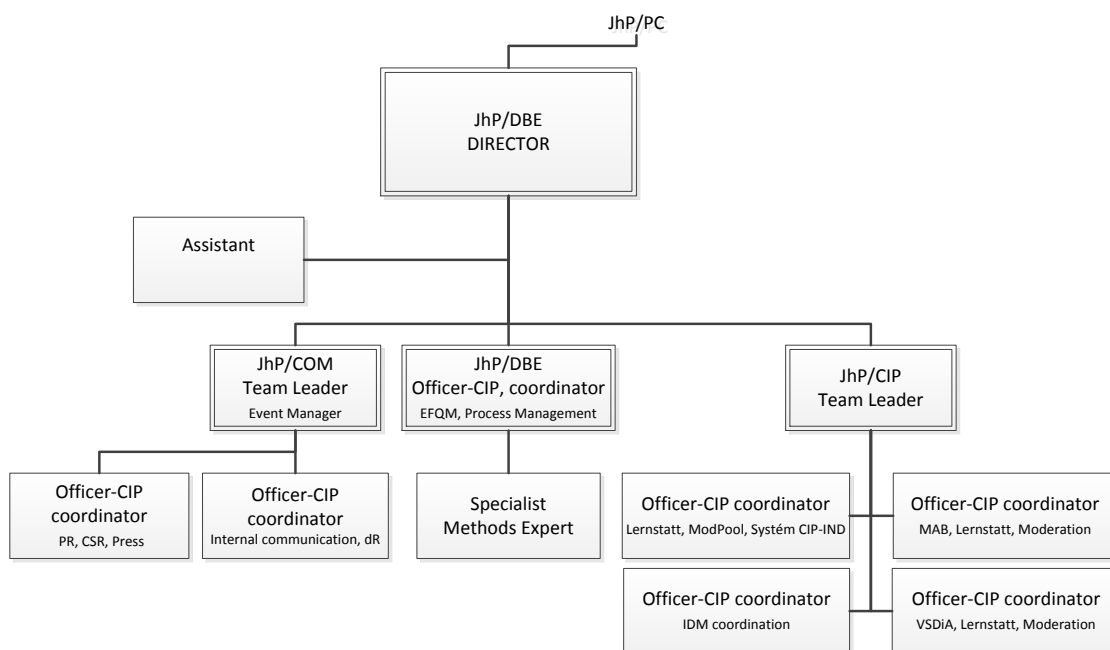 JhP/PC
JhP/DBE
DIRECTOR
Assistant
JhP/COM
Team Leader
Event Manager
JhP/DBE
Officer-CIP, coordinator
EFQM, Process Management
JhP/CIP
Team Leader
Officer-CIP
coordinator
PR, CSR, Press
Officer-CIP
coordinator
Internal communication, dR
Specialist
Methods Expert
Officer-CIP coordinator
Lernstatt, ModPool, Systém CIP-IND
Officer-CIP coordinator
MAB, Lernstatt, Moderation
Officer-CIP coordinator
IDM coordination
Officer-CIP coordinator
VSDiA, Lernstatt, Moderation